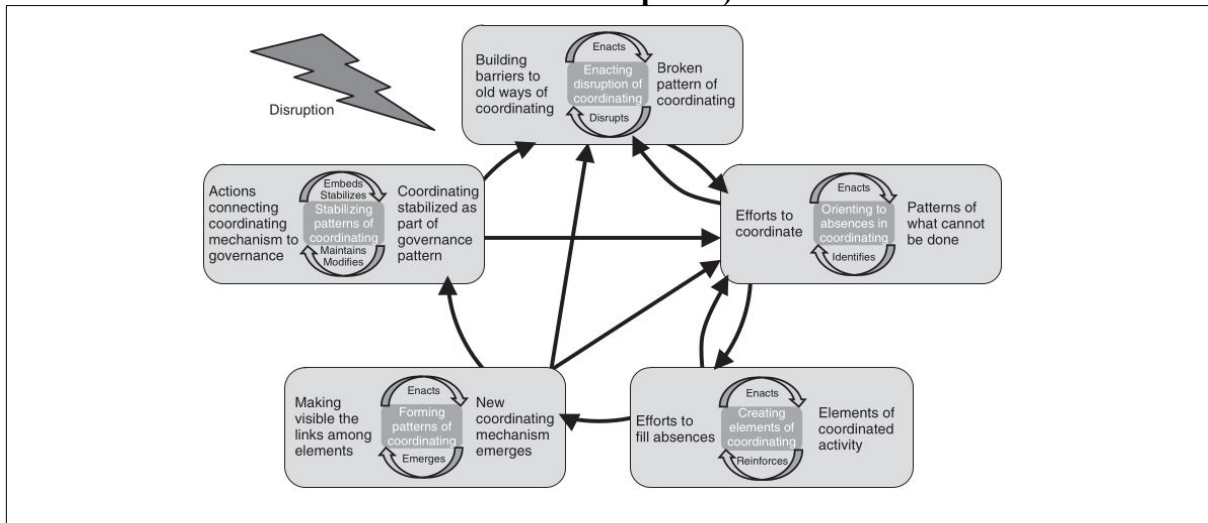 Disruption
Building
barriers to
old ways of
coordinating
Enacts
Enacting
disruption of
coordinating
Disrupts
Broken
pattern of
coordinating
Actions
connecting
coordinating
mechanism to
governance
Embeds
Stabilizes
Stabilizing
patterns of
coordinating
Maintains
Modifies
Coordinating
stabilized as
part of
governance
pattern
Efforts to
coordinate
Enacts
Orienting to
absences in
coordinating
Identifies
Patterns of
what cannot
be done
Making
visible the
links among
elements
Enacts
Forming
patterns of
coordinating
Emerges
New
coordinating
mechanism
emerges
Efforts to
fill absences
Enacts
Creating
elements of
coordinating
Reinforces
Elements of
coordinated
activity